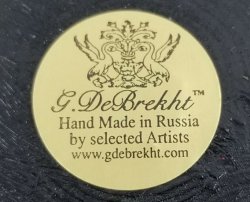 G.DeBrekht™
Hand Made in Russia
by selected Artists
www.gdebrekht.com